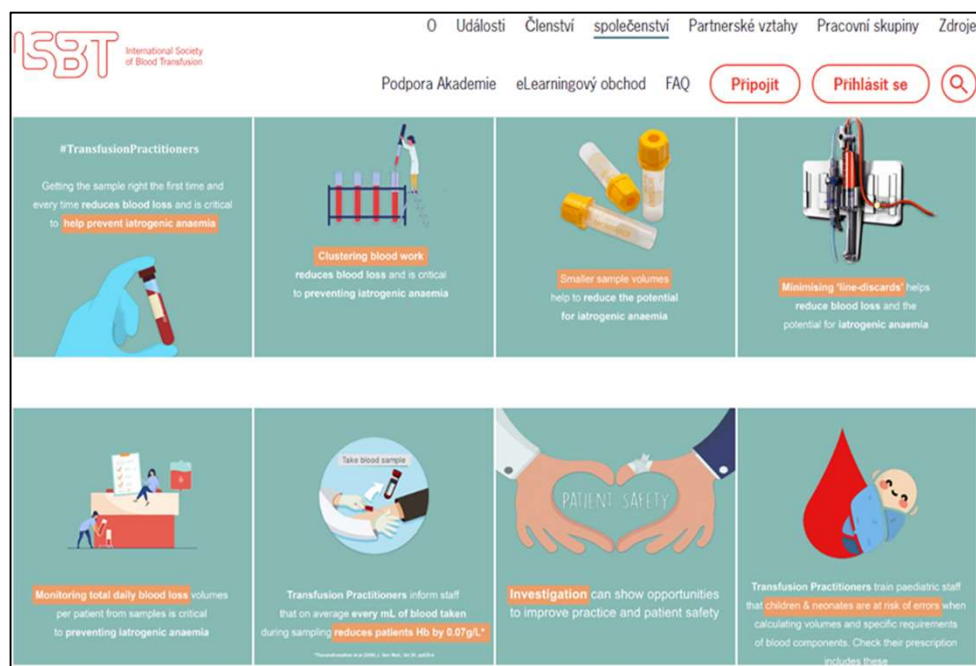 ISBT
International Society
of Blood Transfusion
O Události Členství společenství Partnerské vztahy Pracovní skupiny Zdroje
Podpora Akademie eLearningový obchod FAQ Připojit Přihlásit se
#TransfusionPractitioners
Getting the sample right the first time and
every time reduces blood loss and is critical
to help prevent iatrogenic anaemia
Clustering blood work
reduces blood loss and is critical
to preventing iatrogenic anaemia
Smaller sample volumes
help to reduce the potential
for iatrogenic anaemia
Minimising 'line-discards' helps
reduce blood loss and the
potential for iatrogenic anaemia
Monitoring total daily blood loss volumes
per patient from samples is critical
to preventing iatrogenic anaemia
Take blood sample
Transfusion Practitioners inform staff
that on average every mL of blood taken
during sampling reduces patients Hb by 0.07g/L*
PATIENT SAFETY
Investigation can show opportunities
to improve practice and patient safety
Transfusion Practitioners train paediatric staff
that children & neonates are at risk of errors when
calculating volumes and specific requirements
of blood components. Check their prescription
includes these